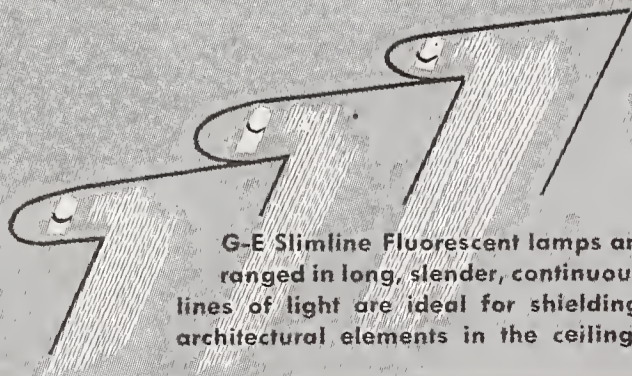 G-E Slimline Fluorescent lamps ar
ranged in long, slender, continuou
lines of light are ideal for shielding
architectural elements in the ceiling